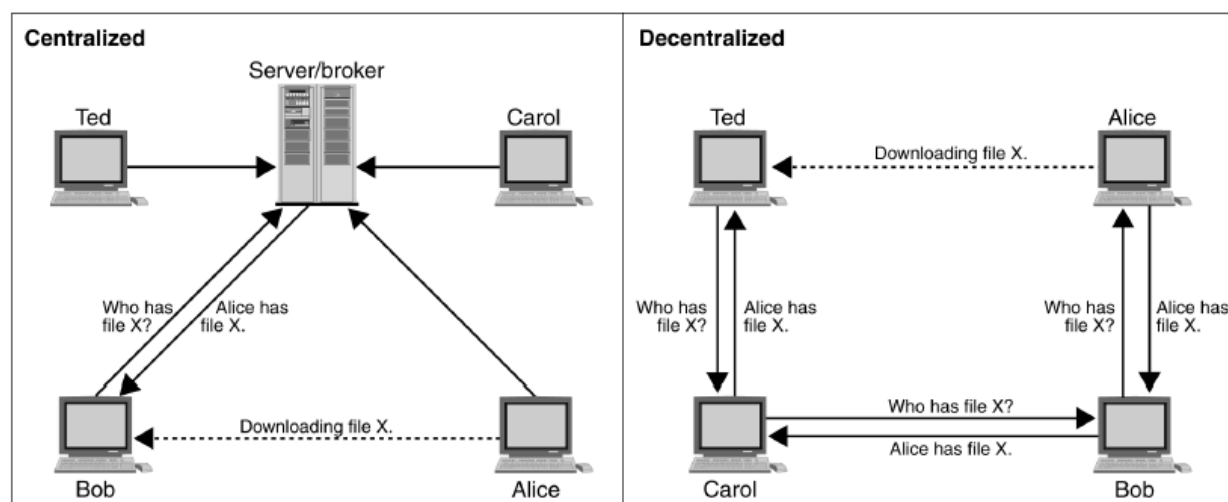 Centralized
Server/broker
Ted
Carol
Who has
file X?
Alice has
file X.
Downloading file X.
Bob
Alice
Decentralized
Ted
Alice
Downloading file X.
Who has
file X?
Alice has
file X.
Who has
file X?
Alice has
file X.
Who has file X?
Alice has file X.
Carol
Bob